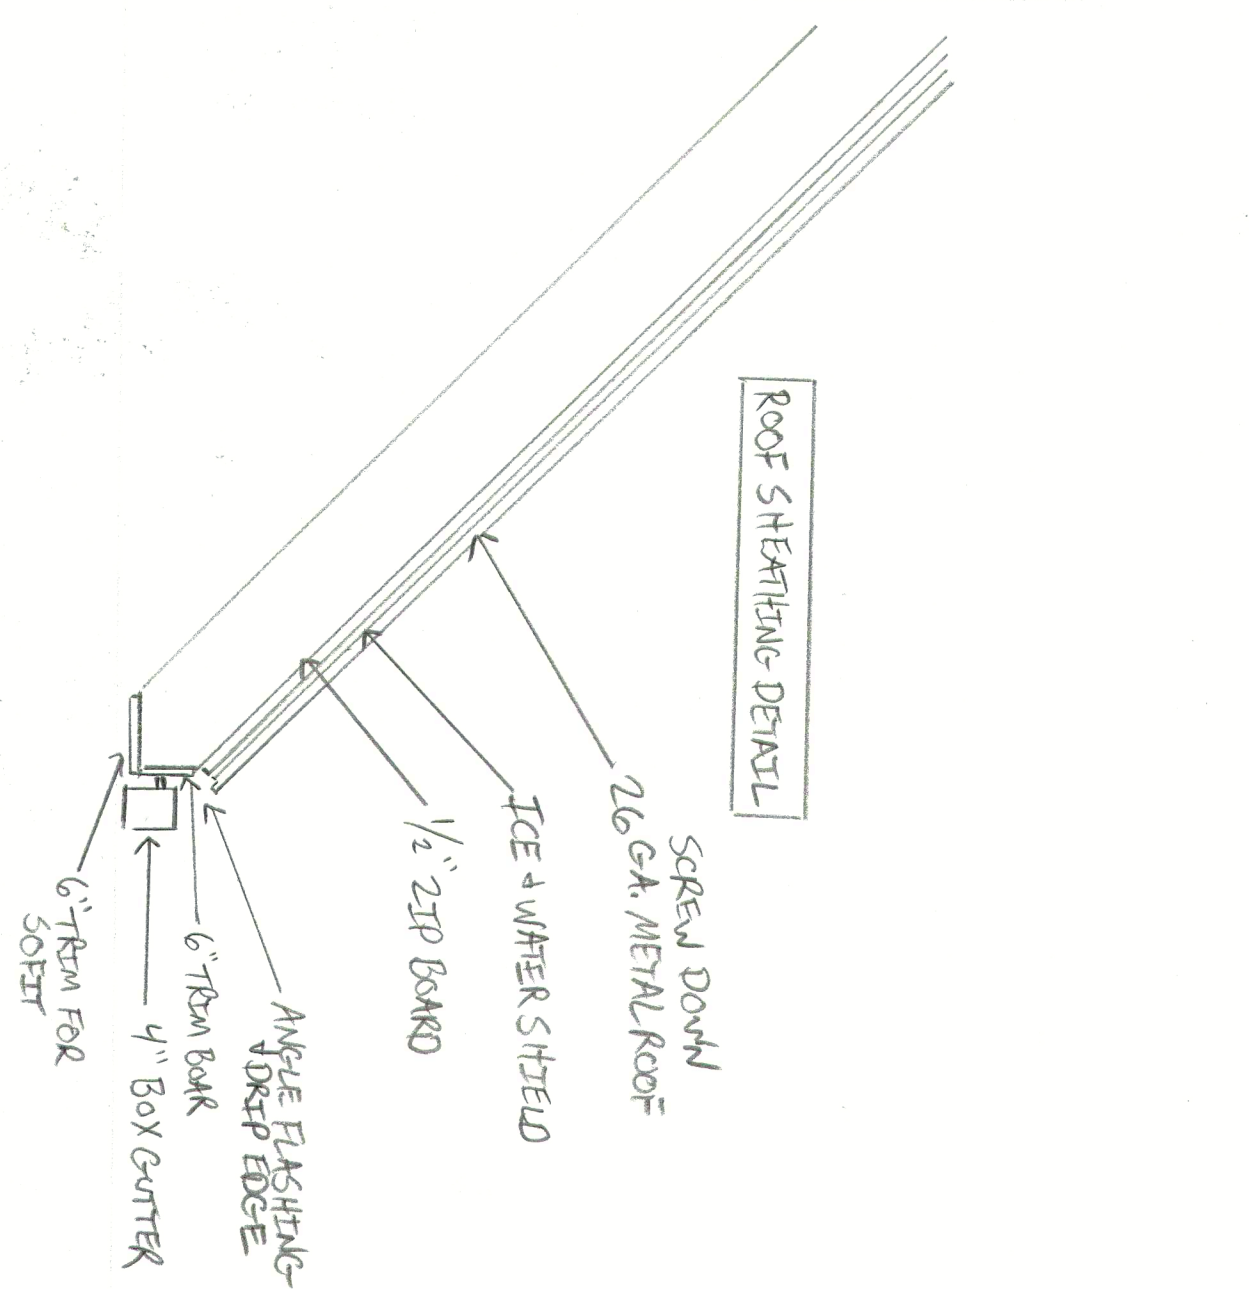 ROOF SHEATHING DETAIL
SCREW DOWN
26 GA. METAL ROOF
ICE & WATER SHIELD
1/2" ZIP BOARD
ANGLE FLASHING
& DRIP EDGE
6" TRIM BOAR
4" BOX GUTTER
6" TRIM FOR
SOFIT